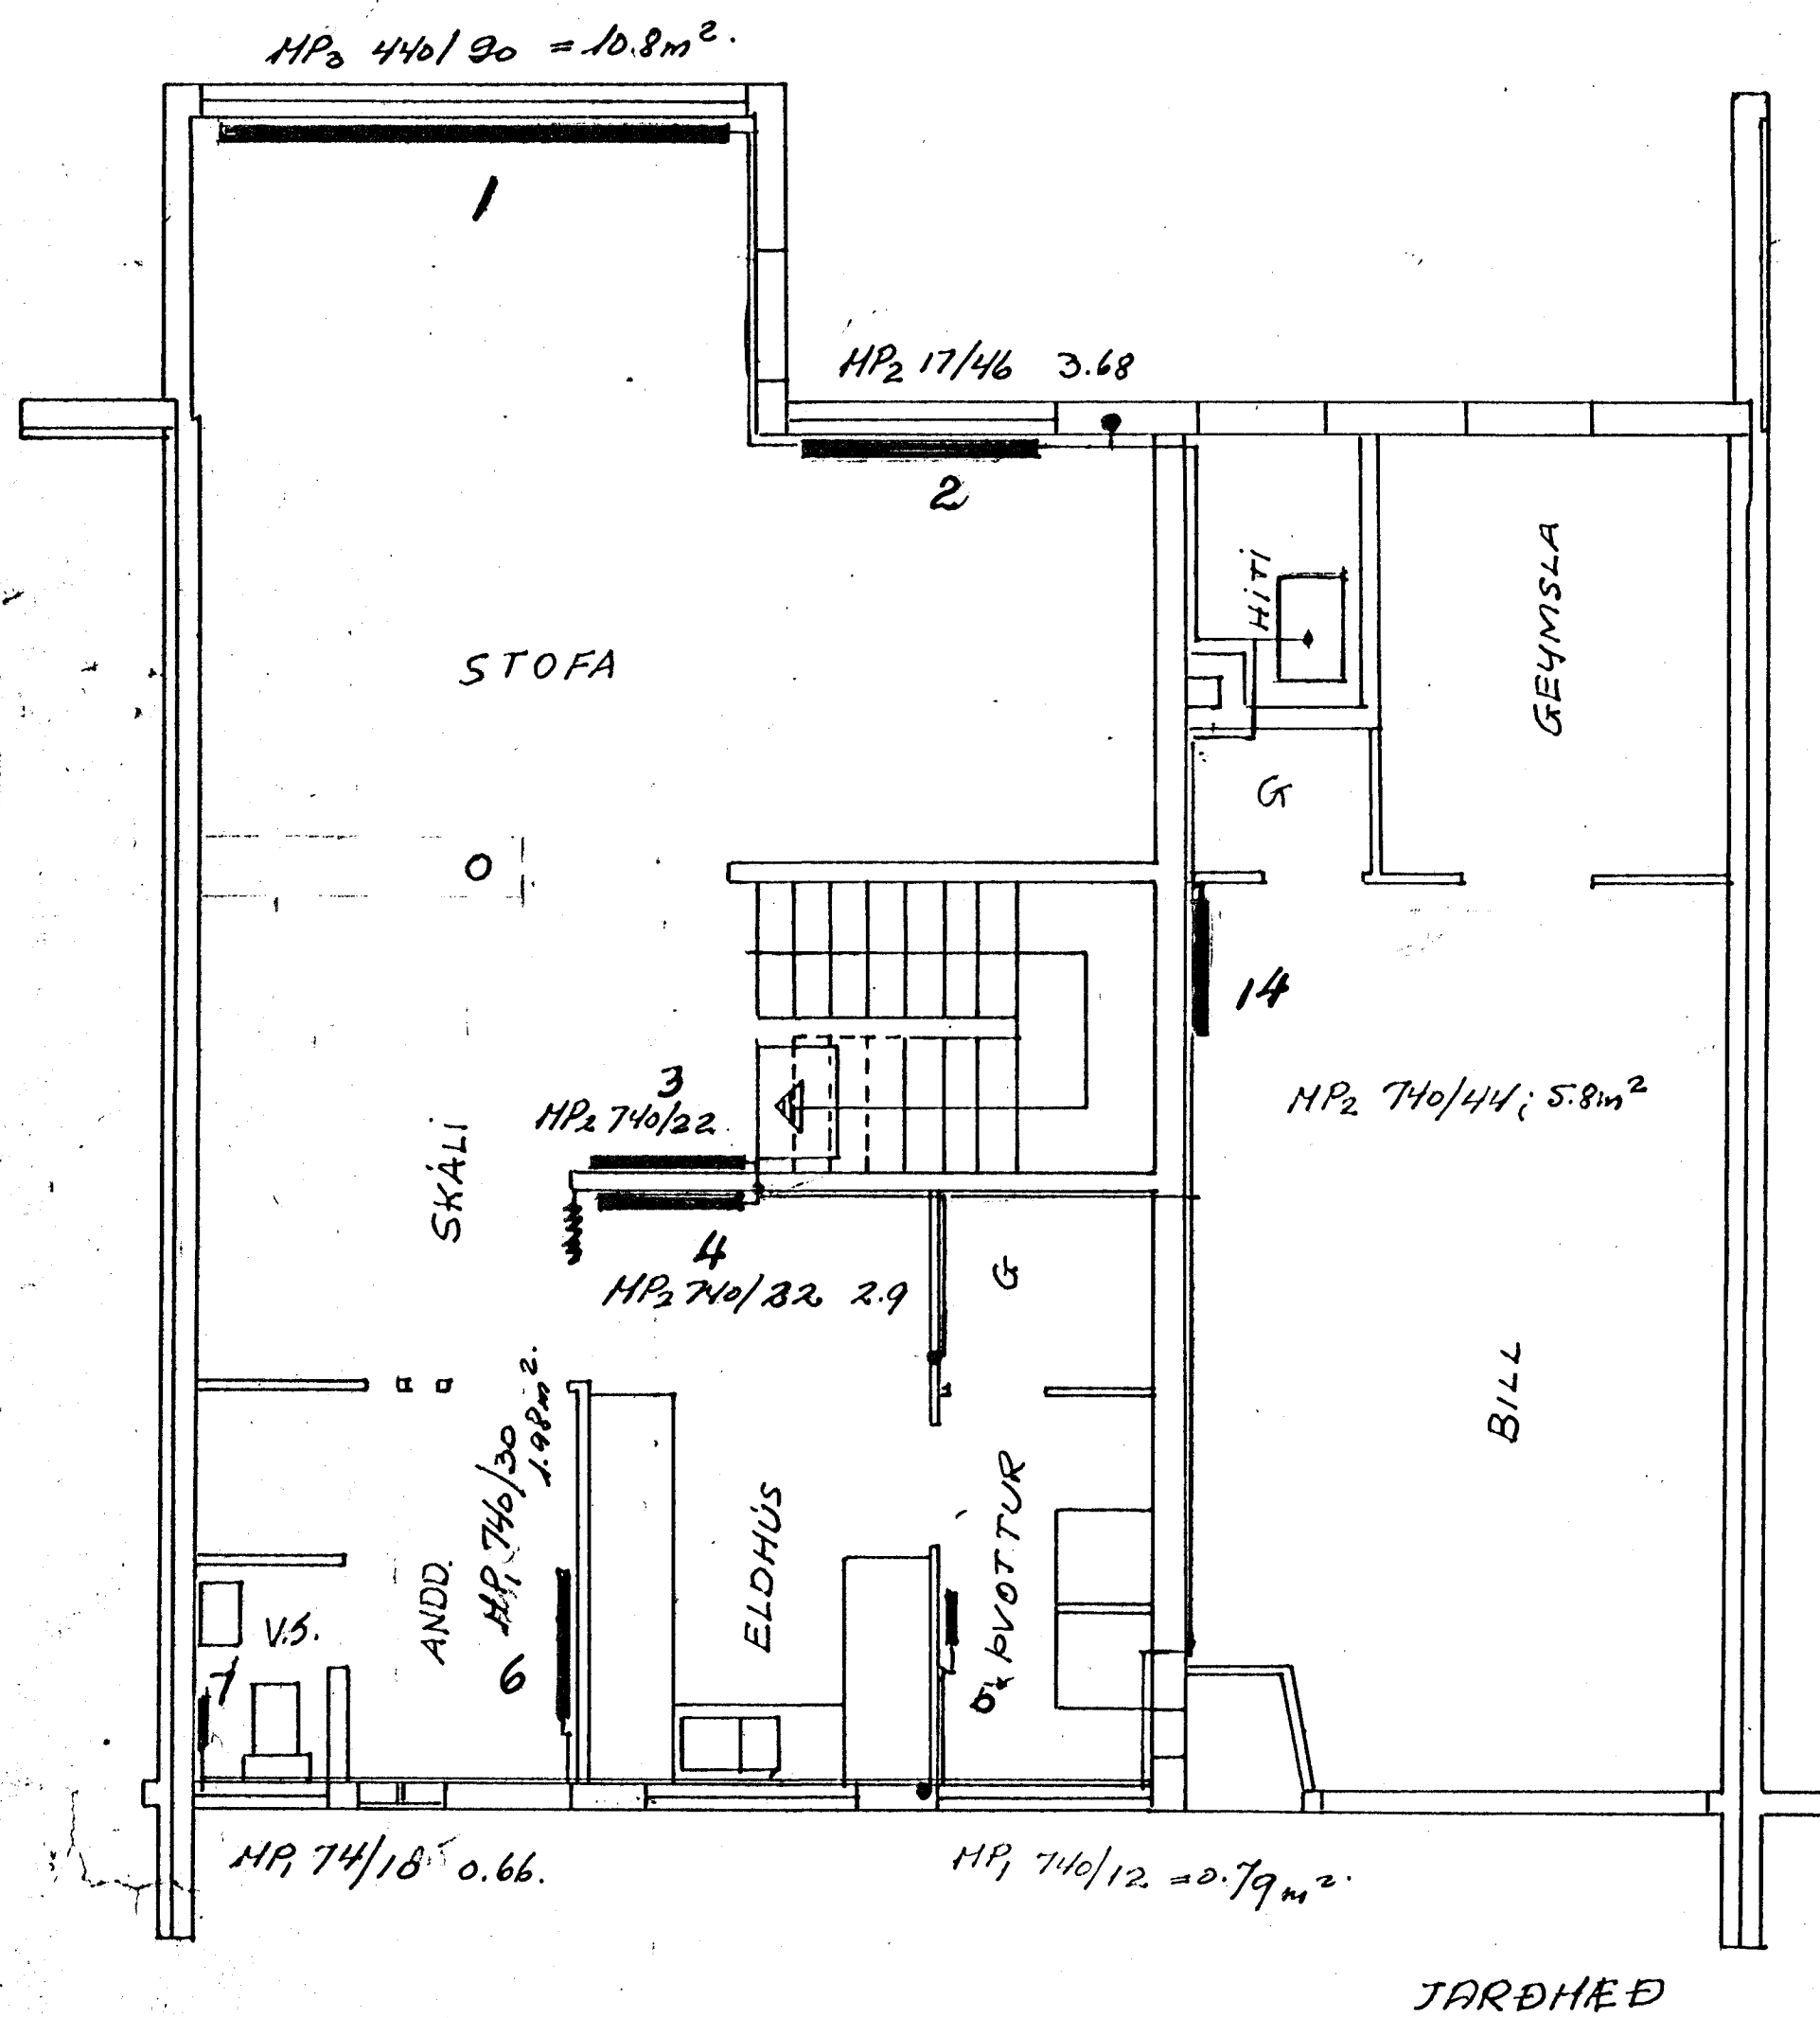 MP3 440/90 = 10.8m².
1
MP2 17/46 3.68
2
HITI
GEYMSLA
STOFA
G
O
14
3
MP2 740/22
MP2 740/44; 5.8m²
SKÁLI
4
MP2 740/22 2.9
G
MP1 740/30
1.98m².
BILL
ELDHÚS
ÞVOTTUR
ANDD.
V.S.
7
6
5
MP1 74/18 0.66.
MP1 740/12 = 0.79m².
JARÐHÆÐ